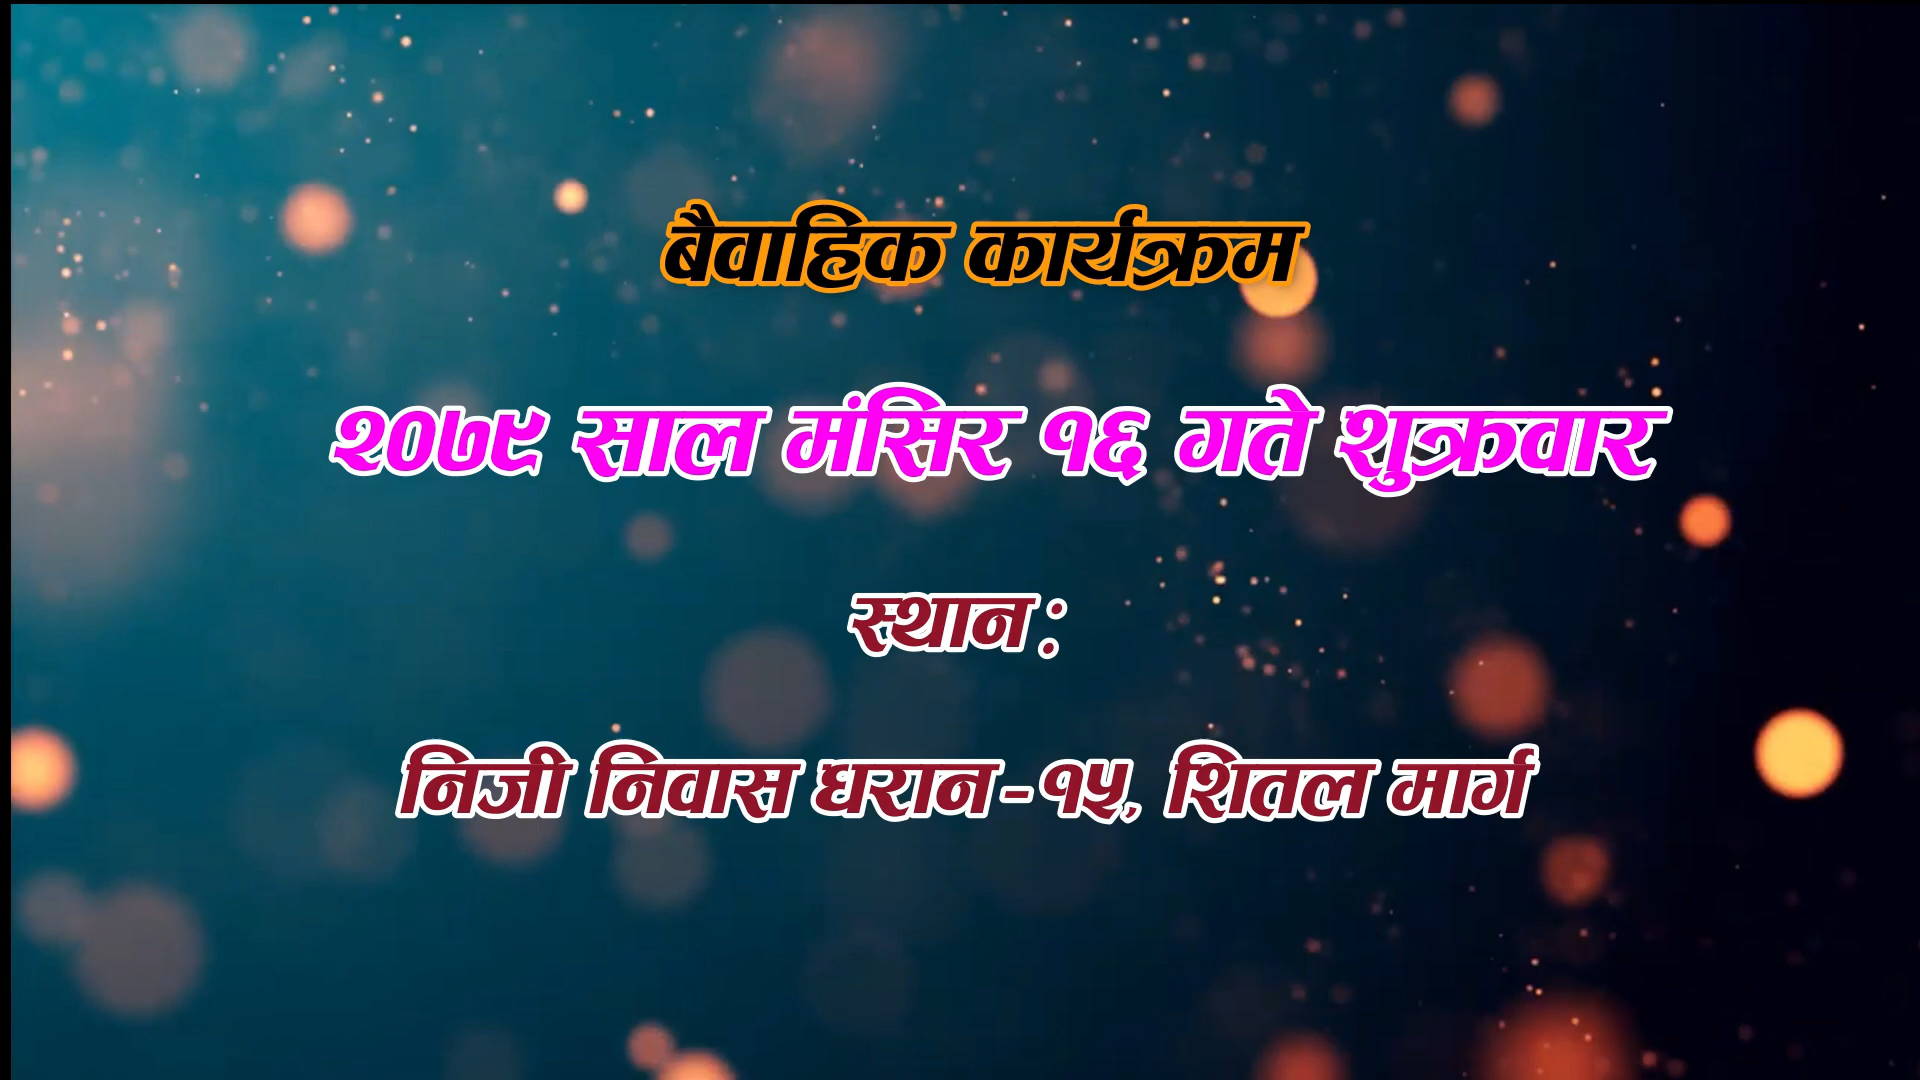 बैवाहिक कार्यक्रम
२०७९ साल मंसिर १६ गते शुक्रवार
स्थान :
निजी निवास धरान - १५, शितल मार्ग